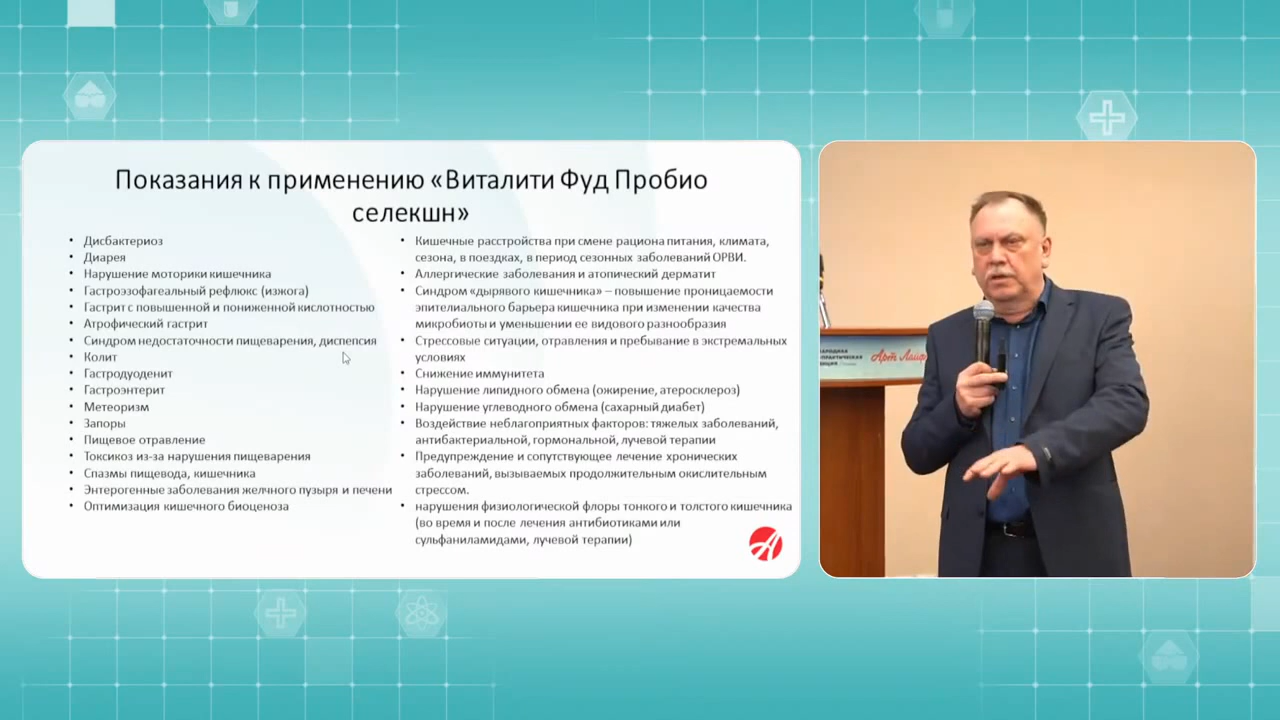 Показания к применению «Виталити Фуд Пробио
селекшн»
• Дисбактериоз
• Диарея
• Нарушение моторики кишечника
• Гастроэзофагеальный рефлюкс (изжога)
• Гастрит с повышенной и пониженной кислотностью
• Атрофический гастрит
• Синдром недостаточности пищеварения, диспепсия
• Колит
• Гастродуоденит
• Гастроэнтерит
• Метеоризм
• Запоры
• Пищевое отравление
• Токсикоз из-за нарушения пищеварения
• Спазмы пищевода, кишечника
• Энтерогенные заболевания желчного пузыря и печени
• Оптимизация кишечного биоценоза
• Кишечные расстройства при смене рациона питания, климата,
сезона, в поездках, в период сезонных заболеваний ОРВИ.
• Аллергические заболевания и атопический дерматит
• Синдром «дырявого кишечника» – повышение проницаемости
эпителиального барьера кишечника при изменении качества
микробиоты и уменьшении ее видового разнообразия
• Стрессовые ситуации, отравления и пребывание в экстремальных
условиях
• Снижение иммунитета
• Нарушение липидного обмена (ожирение, атеросклероз)
• Нарушение углеводного обмена (сахарный диабет)
• Воздействие неблагоприятных факторов: тяжелых заболеваний,
антибактериальной, гормональной, лучевой терапии
• Предупреждение и сопутствующее лечение хронических
заболеваний, вызываемых продолжительным окислительным
стрессом.
• нарушения физиологической флоры тонкого и толстого кишечника
(во время и после лечения антибиотиками или
сульфаниламидами, лучевой терапии)
Арт Лайф